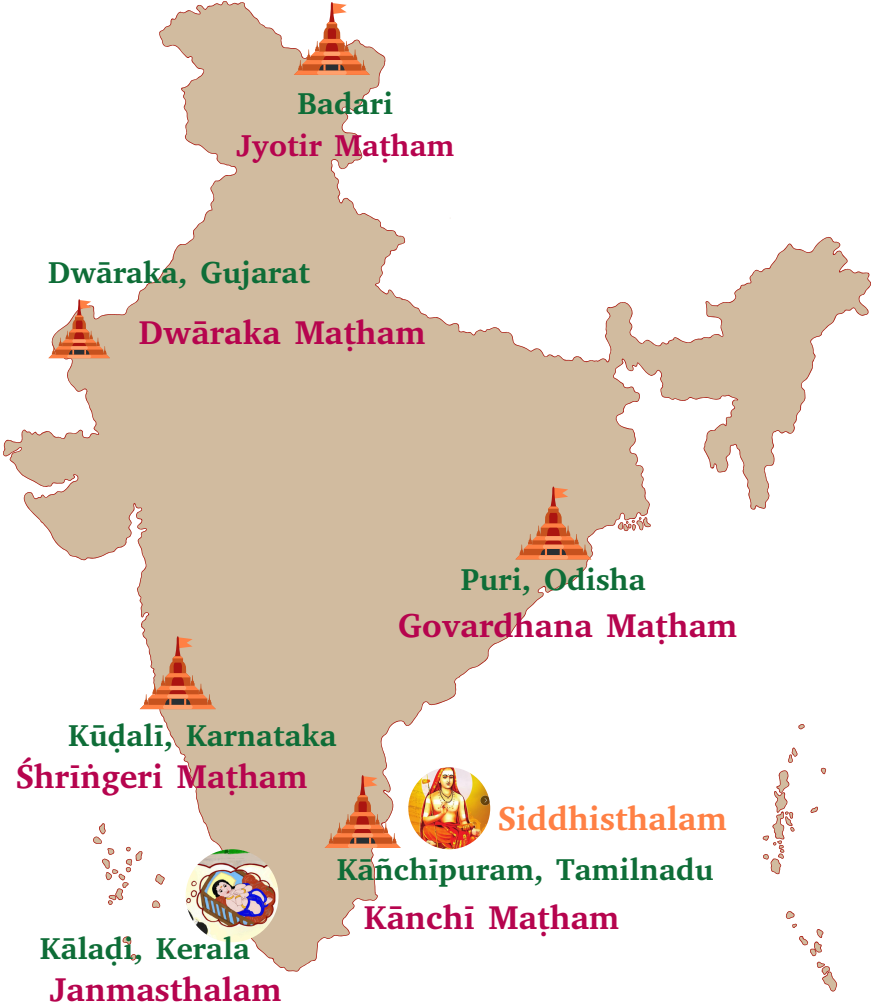 Badari
Jyotir Maṭham
Dwāraka, Gujarat
Dwāraka Maṭham
Puri, Odisha
Govardhana Maṭham
Kūḍalī, Karnataka
Śhrīṅgeri Maṭham
Siddhisthalam
Kāñchīpuram, Tamilnadu
Kānchī Maṭham
Kālaḍi, Kerala
Janmasthalam